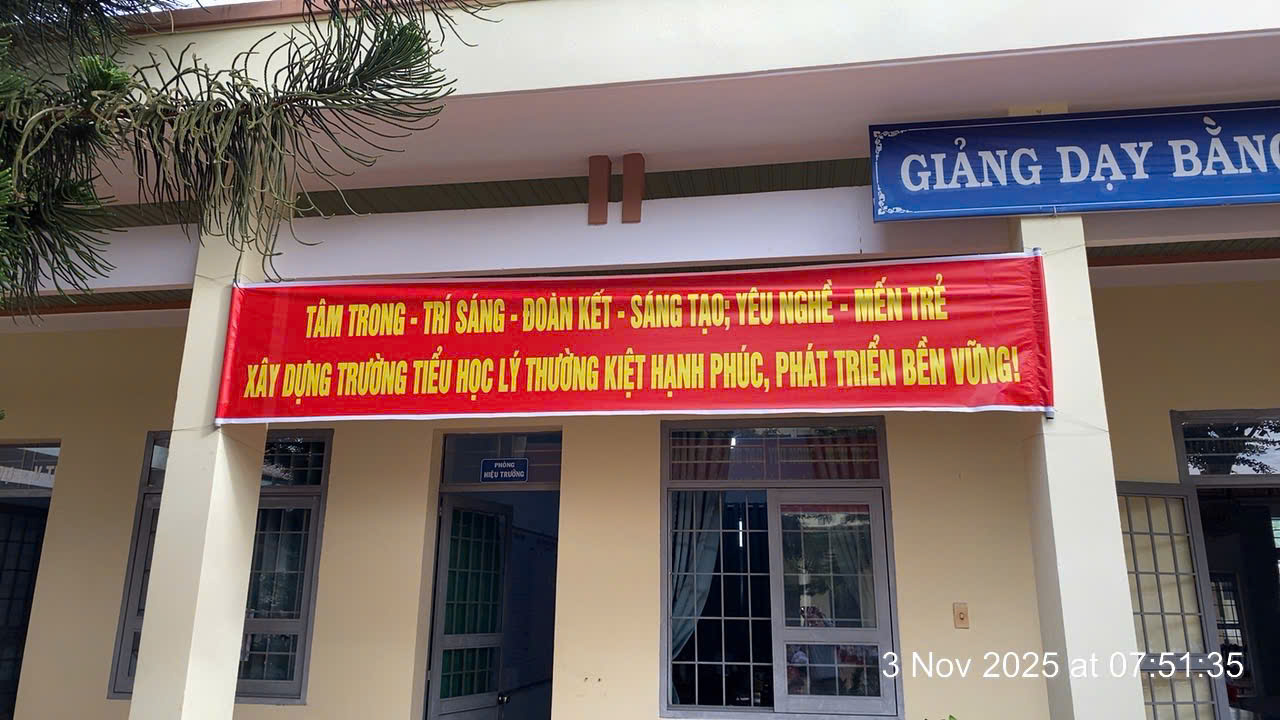 GIẢNG DẠY BẰNG
TÂM TRONG - TRÍ SÁNG - ĐOÀN KẾT - SÁNG TẠO; YÊU NGHỀ - MẾN TRẺ
XÂY DỰNG TRƯỜNG TIỂU HỌC LÝ THƯỜNG KIỆT HẠNH PHÚC, PHÁT TRIỂN BỀN VỮNG!
PHÒNG
HIỆU TRƯỞNG
3 Nov 2025 at 07:51:35